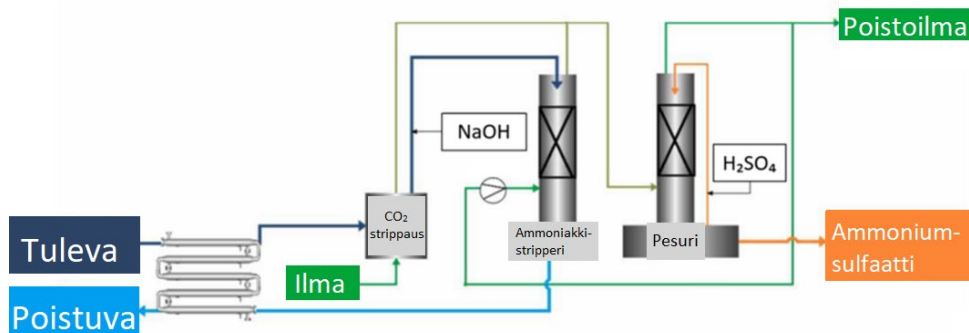 Poistoilma
NaOH
H₂SO₄
CO₂
strippaus
Ammoniakki-
stripperi
Pesuri
Tuleva
Ammonium-
sulfaatti
Ilma
Poistuva